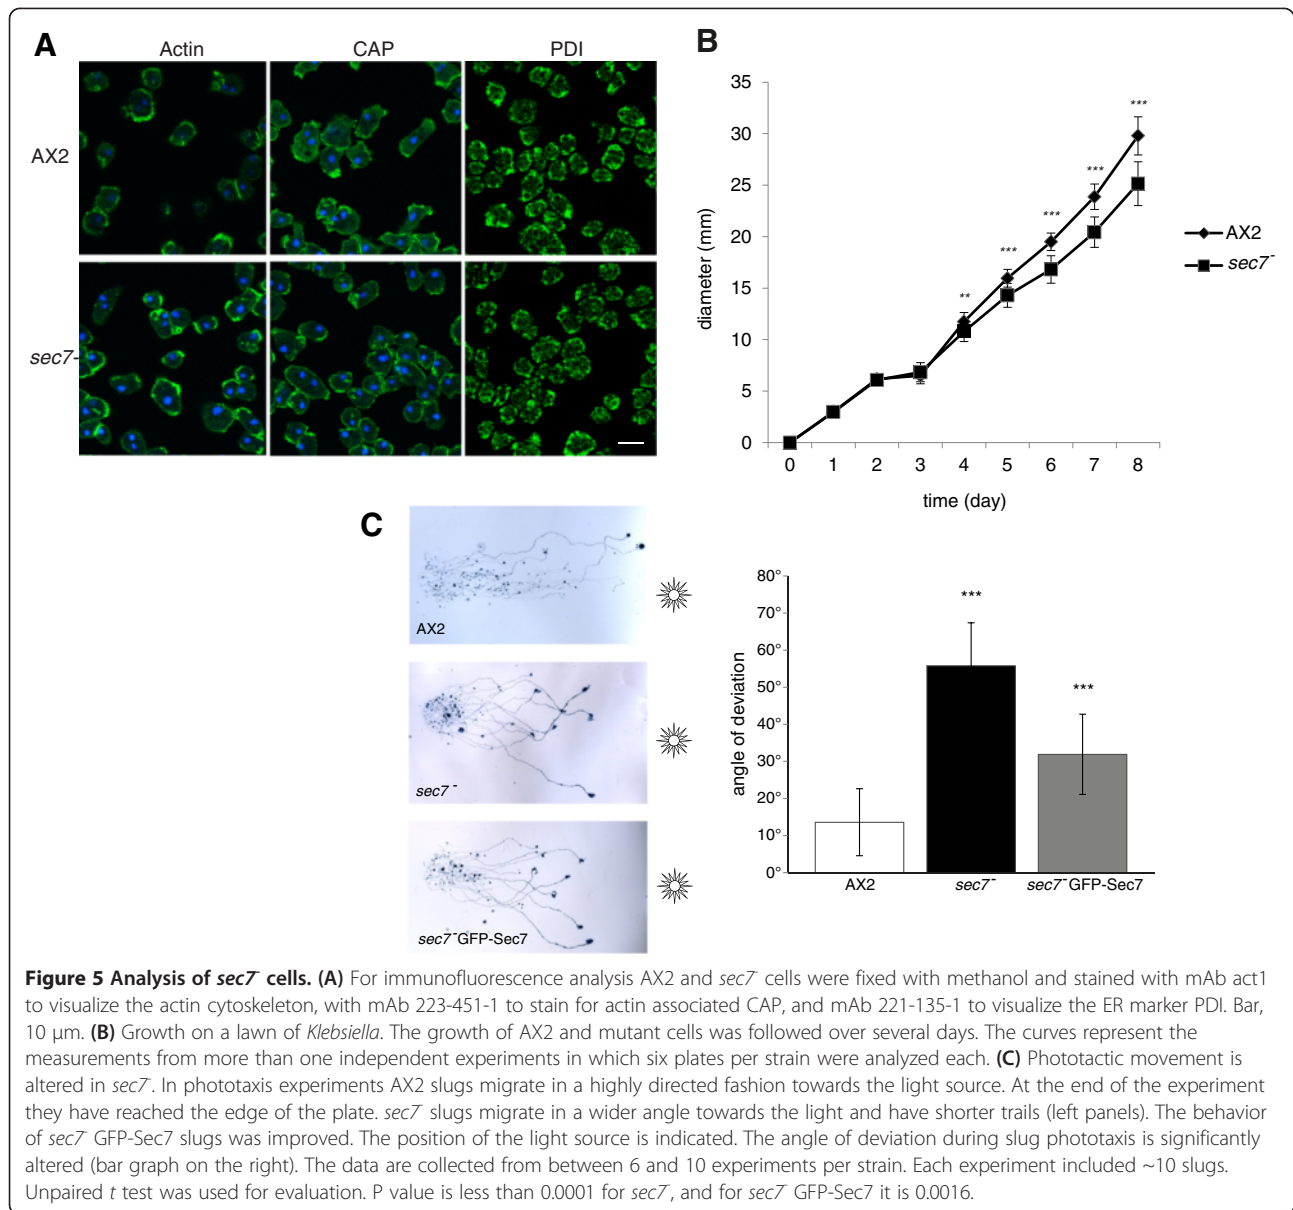 A
Actin CAP PDI
AX2
sec7-
B
35
30
25
20
15
10
5
0
diameter (mm)
0 1 2 3 4 5 6 7 8
time (day)
**
***
***
***
***
AX2
sec7-
C
AX2
sec7-
sec7-GFP-Sec7
80°
70°
60°
50°
40°
30°
20°
10°
0°
angle of deviation
***
***
AX2 sec7- sec7-GFP-Sec7
Figure 5 Analysis of sec7- cells. (A) For immunofluorescence analysis AX2 and sec7- cells were fixed with methanol and stained with mAb act1
to visualize the actin cytoskeleton, with mAb 223-451-1 to stain for actin associated CAP, and mAb 221-135-1 to visualize the ER marker PDI. Bar,
10 μm. (B) Growth on a lawn of Klebsiella. The growth of AX2 and mutant cells was followed over several days. The curves represent the
measurements from more than one independent experiments in which six plates per strain were analyzed each. (C) Phototactic movement is
altered in sec7-. In phototaxis experiments AX2 slugs migrate in a highly directed fashion towards the light source. At the end of the experiment
they have reached the edge of the plate. sec7- slugs migrate in a wider angle towards the light and have shorter trails (left panels). The behavior
of sec7- GFP-Sec7 slugs was improved. The position of the light source is indicated. The angle of deviation during slug phototaxis is significantly
altered (bar graph on the right). The data are collected from between 6 and 10 experiments per strain. Each experiment included ~10 slugs.
Unpaired t test was used for evaluation. P value is less than 0.0001 for sec7-, and for sec7- GFP-Sec7 it is 0.0016.